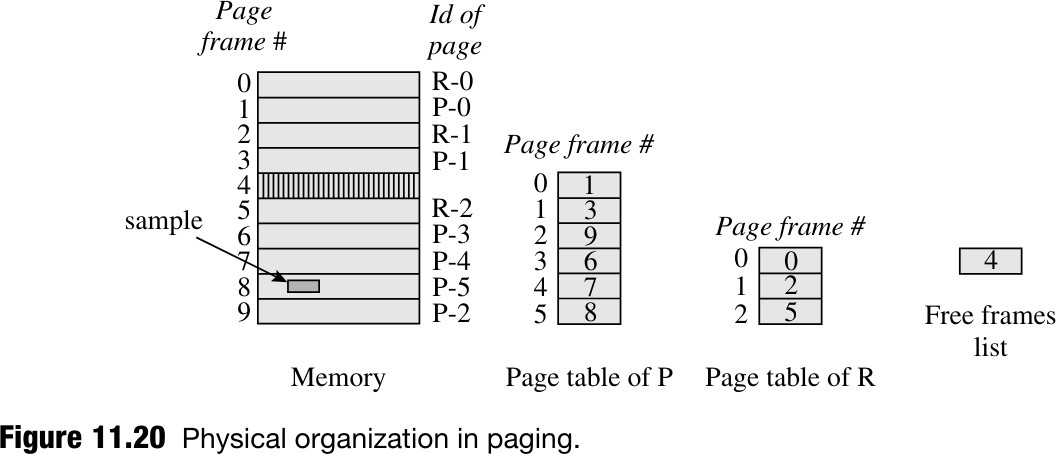 Page
frame #
Id of
page
0 R-0
1 P-0
2 R-1
3 P-1
4
5 R-2
6 P-3
7 P-4
8 P-5
9 P-2
sample
Memory
Page frame #
0 1
1 3
2 9
3 6
4 7
5 8
Page table of P
Page frame #
0 0
1 2
2 5
Page table of R
4
Free frames
list
Figure 11.20 Physical organization in paging.